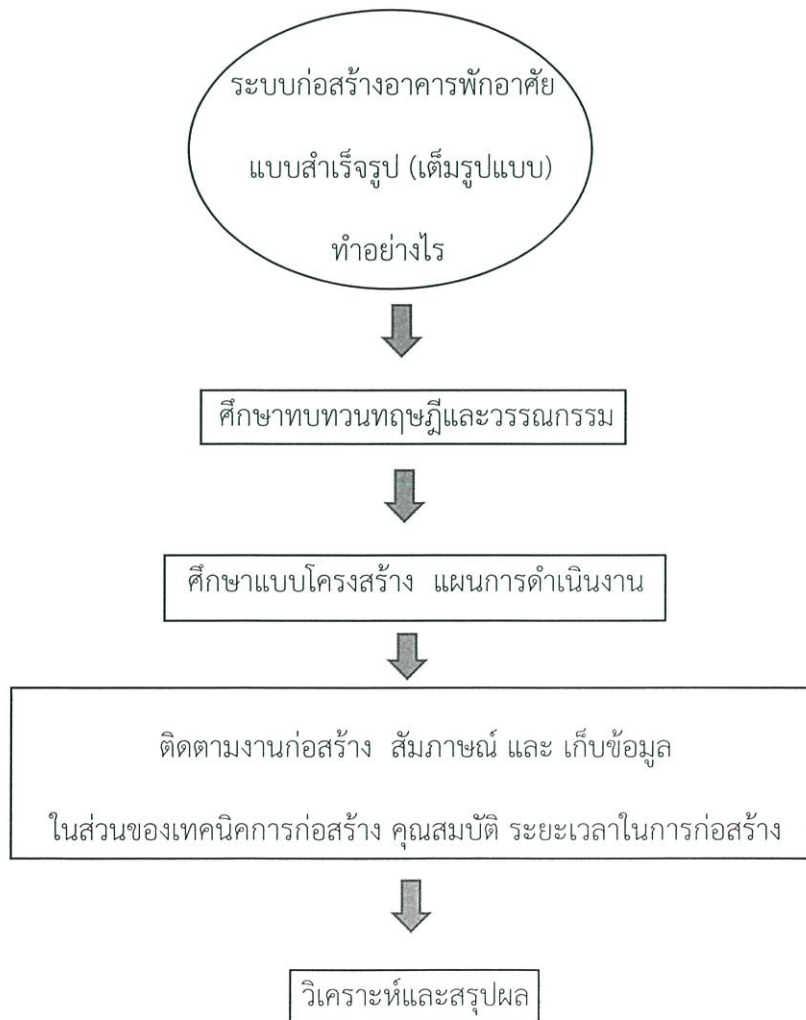 ระบบก่อสร้างอาคารพักอาศัย
แบบสำเร็จรูป (เต็มรูปแบบ)
ทำอย่างไร
ศึกษาทบทวนทฤษฎีและวรรณกรรม
ศึกษาแบบโครงสร้าง แผนการดำเนินงาน
ติดตามงานก่อสร้าง สัมภาษณ์ และ เก็บข้อมูล
ในส่วนของเทคนิคการก่อสร้าง คุณสมบัติ ระยะเวลาในการก่อสร้าง
วิเคราะห์และสรุปผล